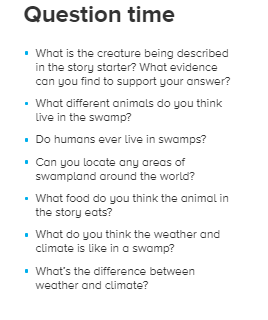 Question time
What is the creature being described
in the story starter? What evidence
can you find to support your answer?
What different animals do you think
live in the swamp?
Do humans ever live in swamps?
Can you locate any areas of
swampland around the world?
What food do you think the animal in
the story eats?
What do you think the weather and
climate is like in a swamp?
What's the difference between
weather and climate?